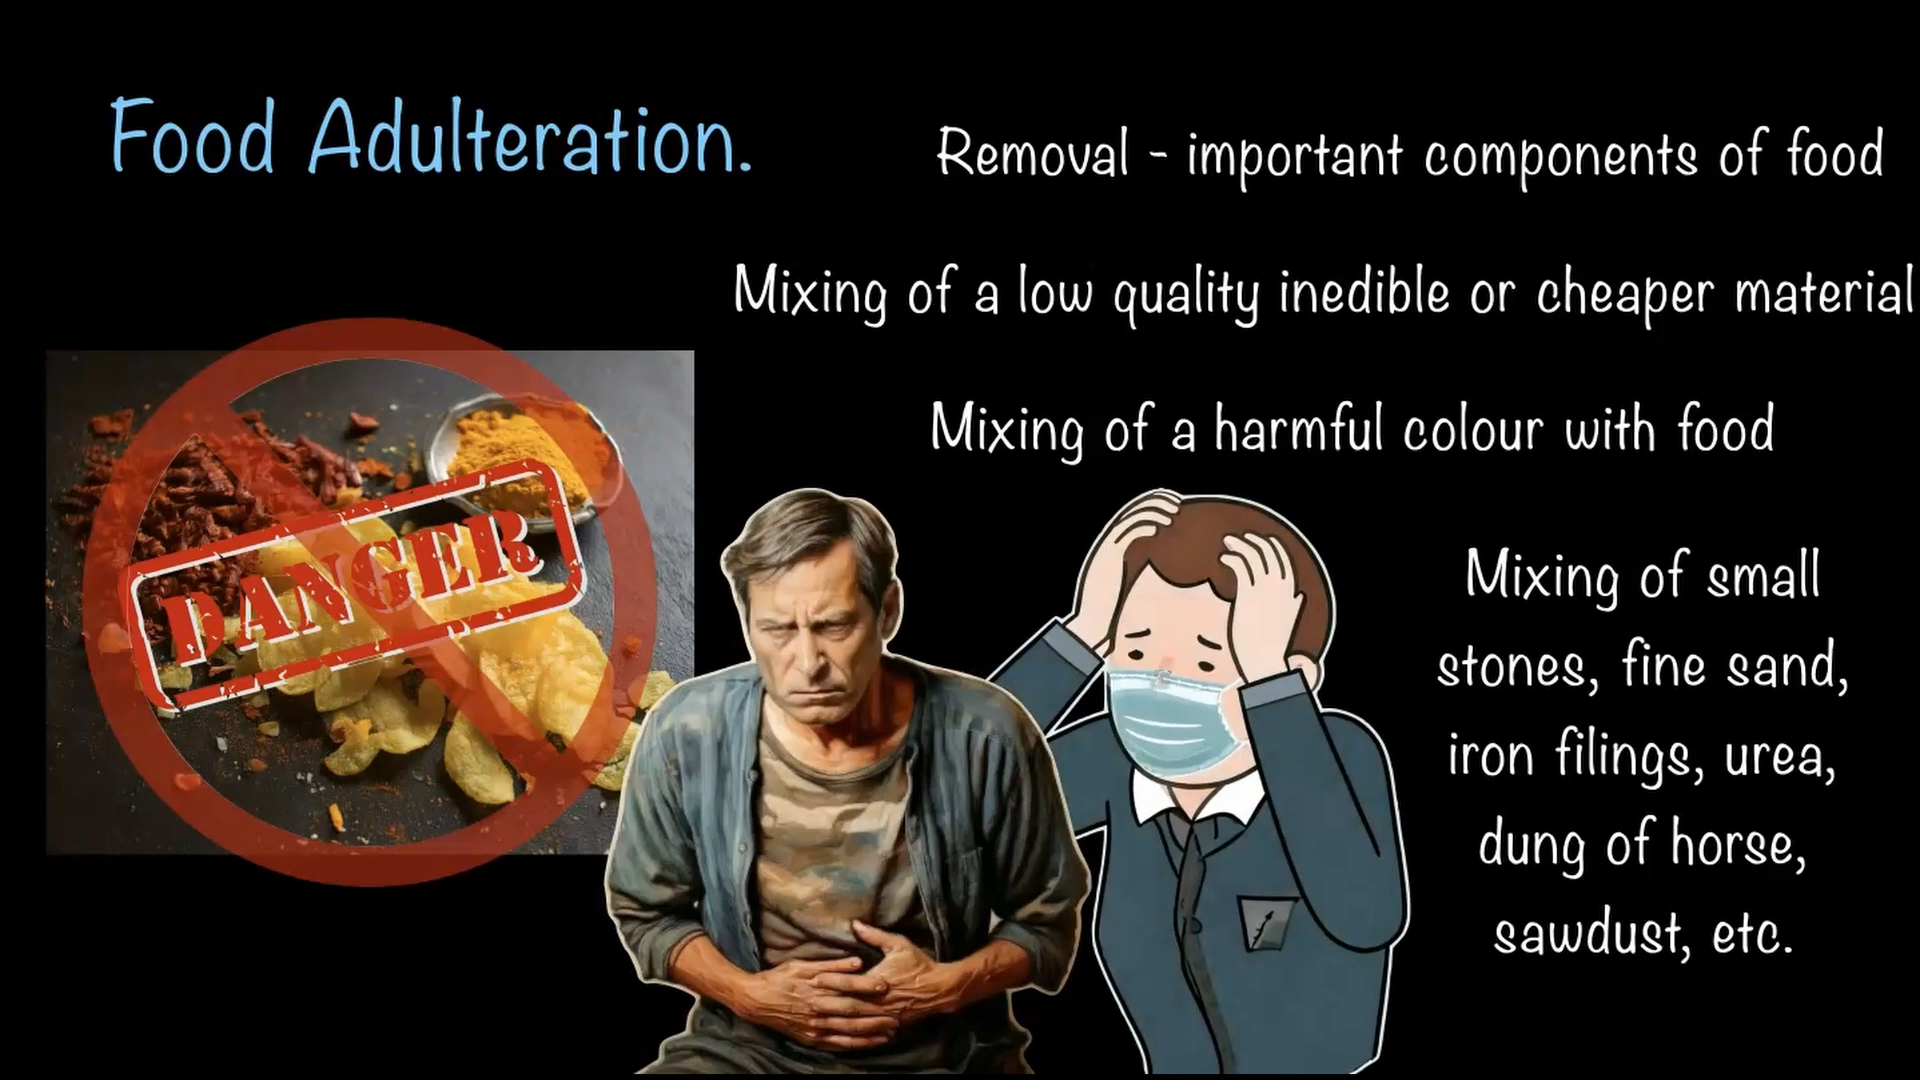 Food Adulteration.
Removal - important components of food
Mixing of a low quality inedible or cheaper material
Mixing of a harmful colour with food
DANGER
Mixing of small
stones, fine sand,
iron filings, urea,
dung of horse,
sawdust, etc.